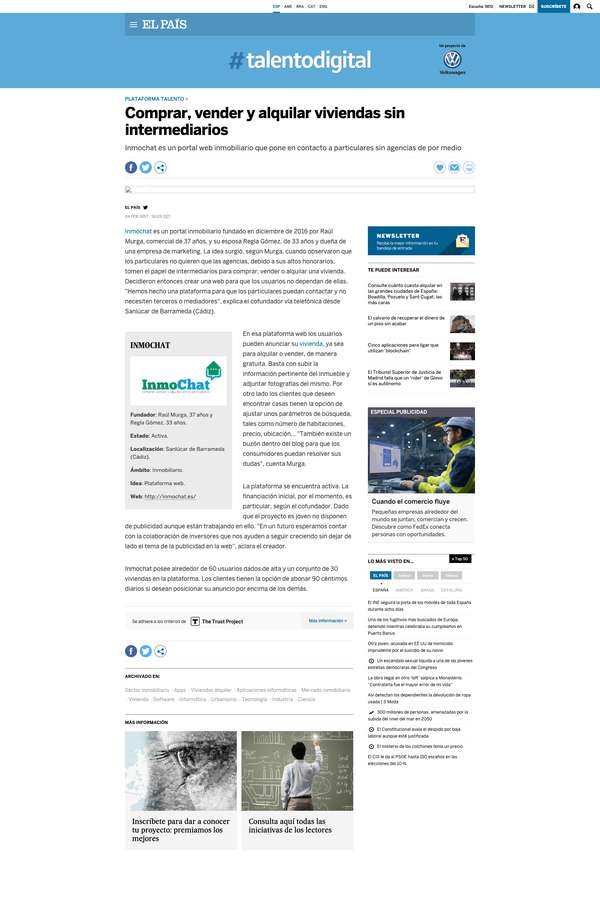 ESP AME BRA CAT ENG
NEWSLETTER
SUSCRÍBETE
EL PAÍS
#talentodigital
Un proyecto de
Volkswagen
PLATAFORMA TALENTO ›
Comprar, vender y alquilar viviendas sin
intermediarios
Inmochat es un portal web inmobiliario que pone en contacto a particulares sin agencias de por medio
EL PAÍS
Inmochat es un portal inmobiliario fundado en diciembre de 2016 por Raúl
Murga, comercial de 37 años, y su esposa Regla Gómez, de 33 años y dueña de
una empresa de marketing. La idea surgió, según Murga, cuando observaron que
los particulares no quieren que las agencias, debido a sus altos honorarios,
tomen el papel de intermediarios para comprar, vender o alquilar una vivienda.
Decidieron entonces crear una web para que los usuarios no dependan de ellas.
"Hemos hecho una plataforma para que los particulares puedan contactar y no
necesiten terceros o mediadores", explica el cofundador vía telefónica desde
Sanlúcar de Barrameda (Cádiz).
INMOCHAT
InmoChat
Fundador: Raúl Murga, 37 años y
Regla Gómez, 33 años.
Estado: Activa.
Localización: Sanlúcar de Barrameda
(Cádiz).
Ámbito: Inmobiliario.
Idea: Plataforma web.
Web: http://inmochat.es/
En esa plataforma web los usuarios
pueden anunciar su vivienda, ya sea
para alquilar o vender, de manera
gratuita. Basta con subir la
información pertinente del inmueble y
adjuntar fotografías del mismo. Por
otro lado los clientes que deseen
encontrar casas tienen la opción de
ajustar unos parámetros de búsqueda,
tales como número de habitaciones,
precio, ubicación... "También existe un
buzón dentro del blog para que los
consumidores puedan resolver sus
dudas", cuenta Murga.
La plataforma se encuentra activa. La
financiación inicial, por el momento, es
particular, según el cofundador. Dado
que el proyecto es joven no disponen
de publicidad aunque están trabajando en ello. "En un futuro esperamos contar
con la colaboración de inversores que nos ayuden a seguir creciendo sin dejar de
lado el tema de la publicidad en la web", aclara el creador.
Inmochat posee alrededor de 60 usuarios dados de alta y un conjunto de 30
viviendas en la plataforma. Los clientes tienen la opción de abonar 90 céntimos
diarios si desean posicionar su anuncio por encima de los demás.
Se adhiere a los criterios de The Trust Project
Más información >
ARCHIVADO EN:
Sector inmobiliario · Apps · Viviendas alquiler · Aplicaciones informáticas · Mercado inmobiliario
· Vivienda · Software · Informática · Urbanismo · Tecnología · Industria · Ciencia
MÁS INFORMACIÓN
Inscríbete para dar a conocer
tu proyecto: premiamos los
mejores
Consulta aquí todas las
iniciativas de los lectores
NEWSLETTER
Recibe la mejor información en tu
bandeja de entrada
TE PUEDE INTERESAR
Consulte cuánto cuesta alquilar en
las grandes ciudades de España:
Boadilla, Pozuelo y Sant Cugat, las
más caras
El calvario de recuperar el dinero de
un piso sin acabar
Cinco aplicaciones para ligar que
utilizan 'blockchain'
El Tribunal Superior de Justicia de
Madrid falla que un 'rider' de Glovo
sí es autónomo
ESPECIAL PUBLICIDAD
Cuando el comercio fluye
Pequeñas empresas alrededor del
mundo se juntan, comercian y crecen.
Descubre como FedEx conecta
personas con oportunidades.
LO MÁS VISTO EN...
» Top 50
EL PAÍS
ESPAÑA AMÉRICA BRASIL CATALUÑA
El INE seguirá la pista de los móviles de toda España
durante ocho días
Uno de los fugitivos más buscados de Europa,
detenido mientras celebraba su cumpleaños en
Puerto Banús
Otra joven, acusada en EE UU de homicidio
imprudente por el suicidio de su novio
Un escándalo sexual liquida a una de las jóvenes
estrellas demócratas del Congreso
La obra ilegal en otro 'loft' salpica a Monasterio:
"Contratarla fue el mayor error de mi vida"
Así detectan los dependientes la devolución de ropa
usada | S Moda
300 millones de personas, amenazadas por la
subida del nivel del mar en 2050
El Constitucional avala el despido por baja
laboral aunque esté justificada
El misterio de los colchones tenía un precio
El CIS le da al PSOE hasta 150 escaños en las
elecciones del 10-N